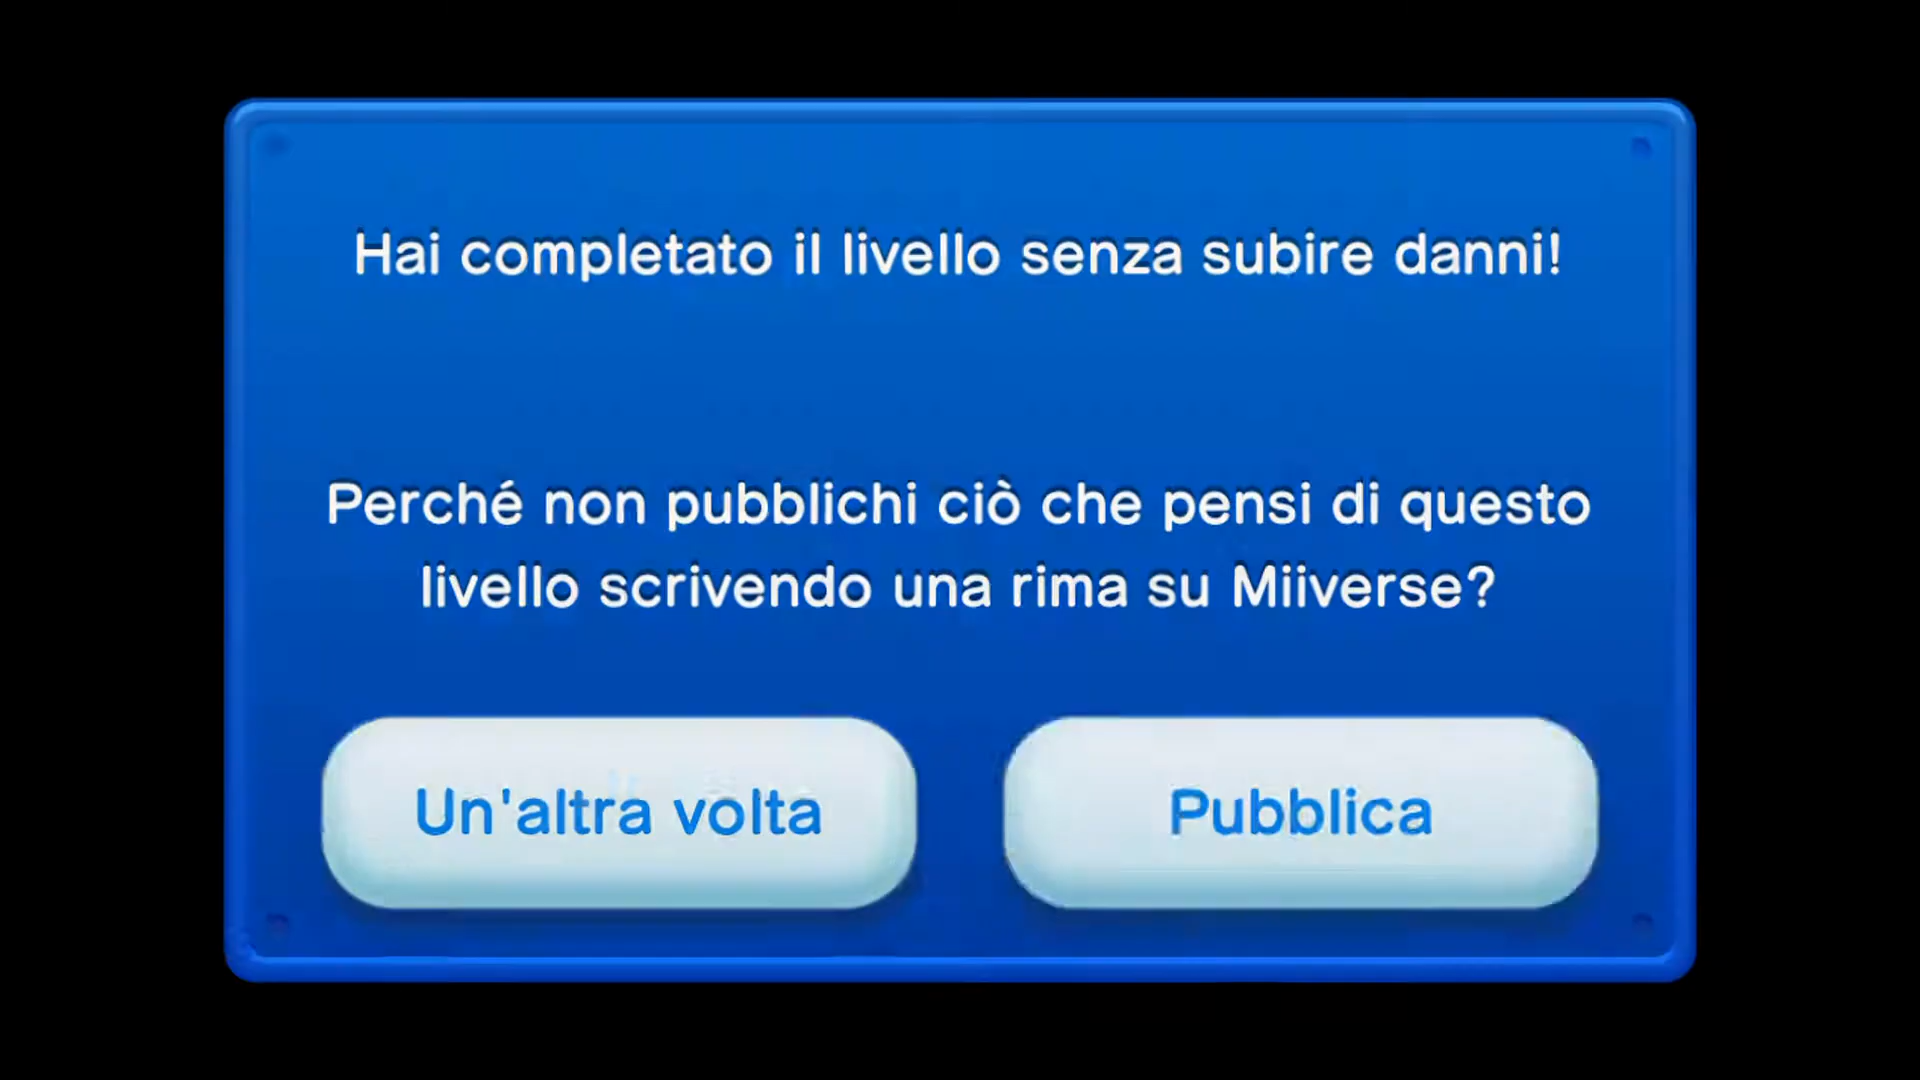 Hai completato il livello senza subire danni!
Perché non pubblichi ciò che pensi di questo
livello scrivendo una rima su Miiverse?
Un'altra volta
Pubblica